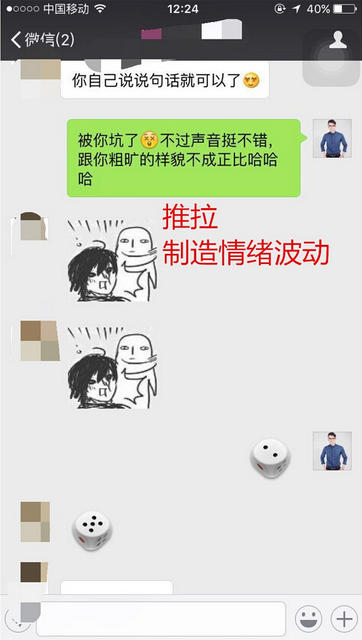 中国移动 12:24 40%
微信(2)
你自己说说句话就可以了
被你坑了不过声音挺不错，
跟你粗旷的样貌不成正比哈哈
哈
推拉
制造情绪波动